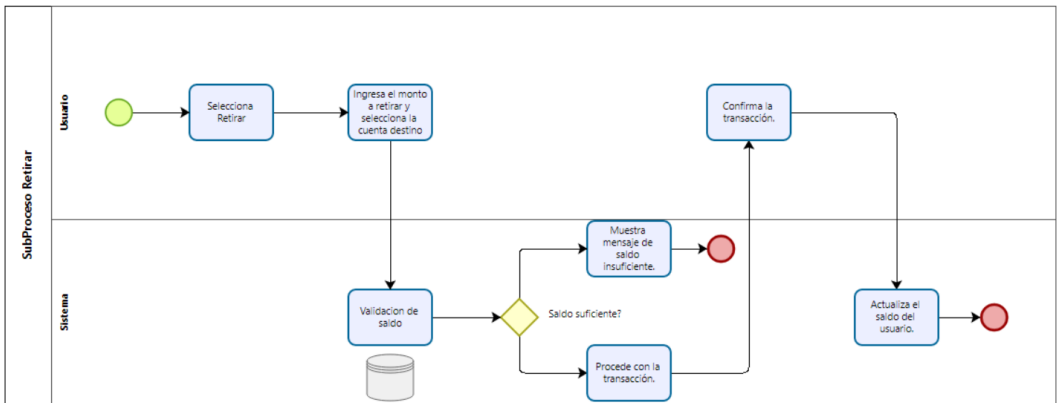 SubProceso Retirar
Usuario
Selecciona
Retirar
Ingresa el monto
a retirar y
selecciona la
cuenta destino
Confirma la
transacción.
Sistema
Validacion de
saldo
Saldo suficiente?
Muestra
mensaje de
saldo
insuficiente.
Procede con la
transacción.
Actualiza el
saldo del
usuario.